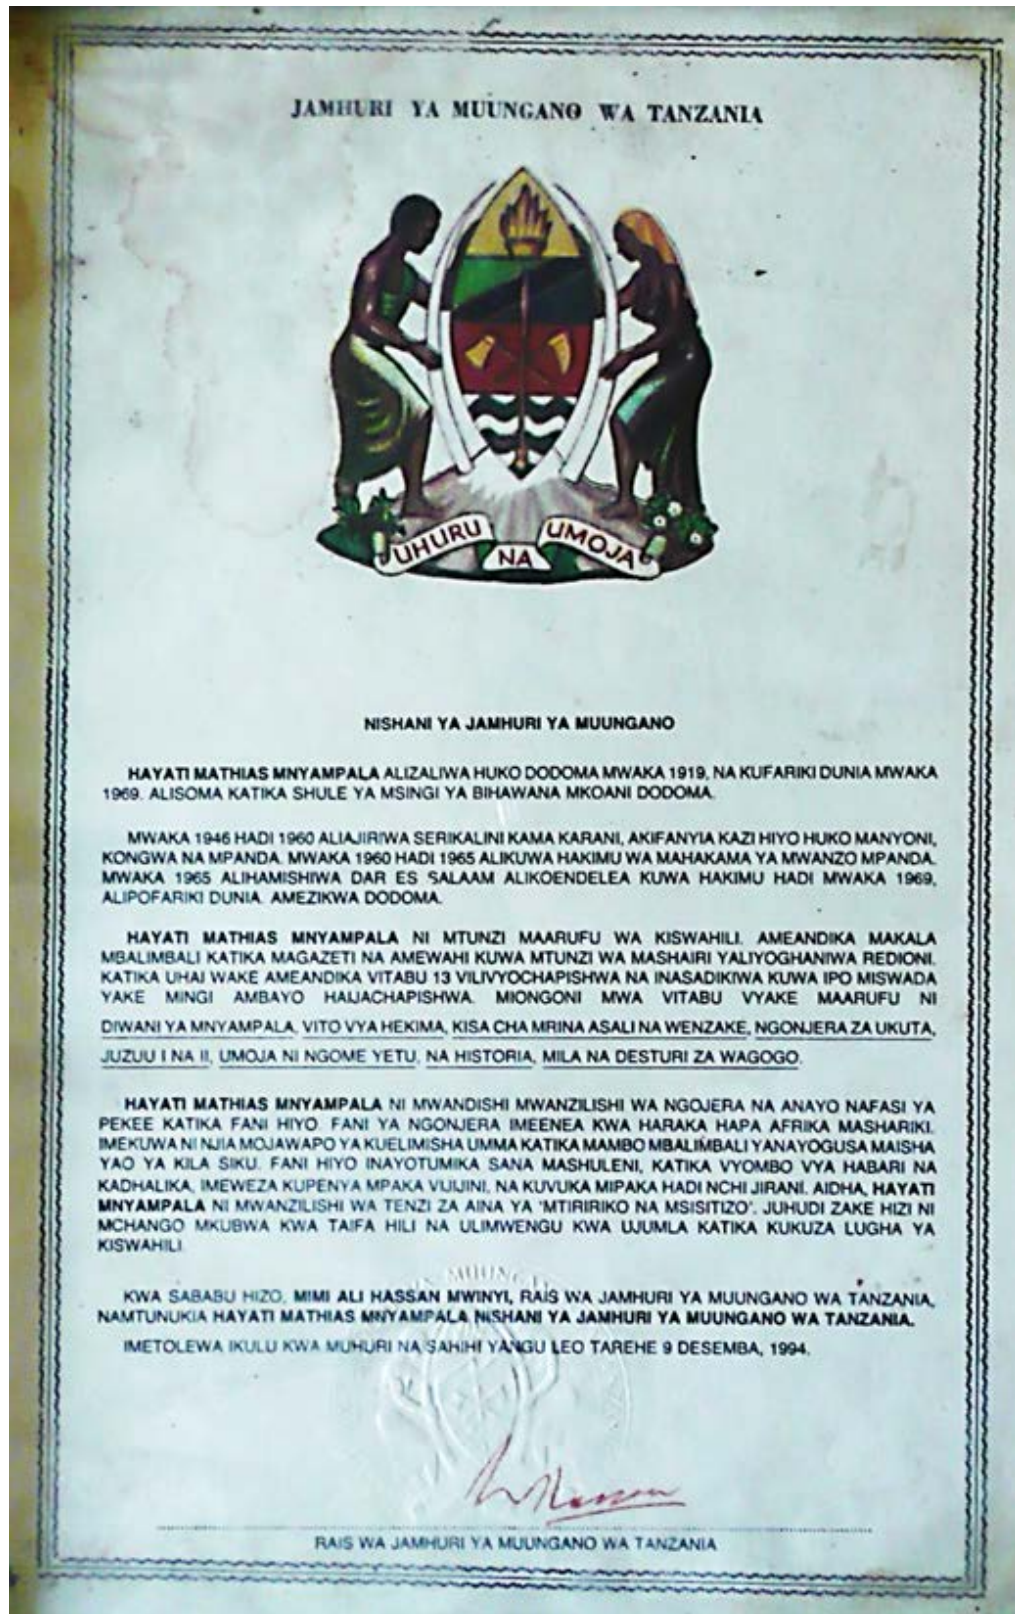 JAMHURI YA MUUNGANO WA TANZANIA
UHURU NA UMOJA
NISHANI YA JAMHURI YA MUUNGANO
HAYATI MATHIAS MNYAMPALA ALIZALIWA HUKO DODOMA MWAKA 1919, NA KUFARIKI DUNIA MWAKA
1969. ALISOMA KATIKA SHULE YA MSINGI YA BIHAWANA MKOANI DODOMA.
MWAKA 1946 HADI 1960 ALIAJIRIWA SERIKALINI KAMA KARANI, AKIFANYIA KAZI HIYO HUKO MANYONI,
KONGWA NA MPANDA. MWAKA 1960 HADI 1965 ALIKUWA HAKIMU WA MAHAKAMA YA MWANZO MPANDA.
MWAKA 1965 ALIHAMISHIWA DAR ES SALAAM ALIKOENDELEA KUWA HAKIMU HADI MWAKA 1969,
ALIPOFARIKI DUNIA. AMEZIKWA DODOMA.
HAYATI MATHIAS MNYAMPALA NI MTUNZI MAARUFU WA KISWAHILI. AMEANDIKA MAKALA
MBALIMBALI KATIKA MAGAZETI NA AMEWAHI KUWA MTUNZI WA MASHAIRI YALIYOGHANIWA REDIONI.
KATIKA UHAI WAKE AMEANDIKA VITABU 13 VILIVYOCHAPISHWA NA INASADIKIWA KUWA IPO MISWADA
YAKE MINGI AMBAYO HAIJACHAPISHWA. MIONGONI MWA VITABU VYAKE MAARUFU NI
DIWANI YA MNYAMPALA, VITO VYA HEKIMA, KISA CHA MRINA ASALI NA WENZAKE, NGONJERA ZA UKUTA,
JUZUU I NA II, UMOJA NI NGOME YETU, NA HISTORIA, MILA NA DESTURI ZA WAGOGO.
HAYATI MATHIAS MNYAMPALA NI MWANDISHI MWANZILISHI WA NGOJERA NA ANAYO NAFASI YA
PEKEE KATIKA FANI HIYO. FANI YA NGONJERA IMEENEA KWA HARAKA HAPA AFRIKA MASHARIKI.
IMEKUWA NI NJIA MOJAWAPO YA KUELIMISHA UMMA KATIKA MAMBO MBALIMBALI YANAYOGUSA MAISHA
YAO YA KILA SIKU. FANI HIYO INAYOTUMIKA SANA MASHULENI, KATIKA VYOMBO VYA HABARI NA
KADHALIKA, IMEWEZA KUPENYA MPAKA VIJIJINI, NA KUVUKA MIPAKA HADI NCHI JIRANI. AIDHA, HAYATI
MNYAMPALA NI MWANZILISHI WA TENZI ZA AINA YA 'MTIRIRIKO NA MSISITIZO'. JUHUDI ZAKE HIZI NI
MCHANGO MKUBWA KWA TAIFA HILI NA ULIMWENGU KWA UJUMLA KATIKA KUKUZA LUGHA YA
KISWAHILI.
KWA SABABU HIZO, MIMI ALI HASSAN MWINYI, RAIS WA JAMHURI YA MUUNGANO WA TANZANIA,
NAMTUNUKIA HAYATI MATHIAS MNYAMPALA NISHANI YA JAMHURI YA MUUNGANO WA TANZANIA.
IMETOLEWA IKULU KWA MUHURI NA SAHIHI YANGU LEO TAREHE 9 DESEMBA, 1994.
RAIS WA JAMHURI YA MUUNGANO WA TANZANIA